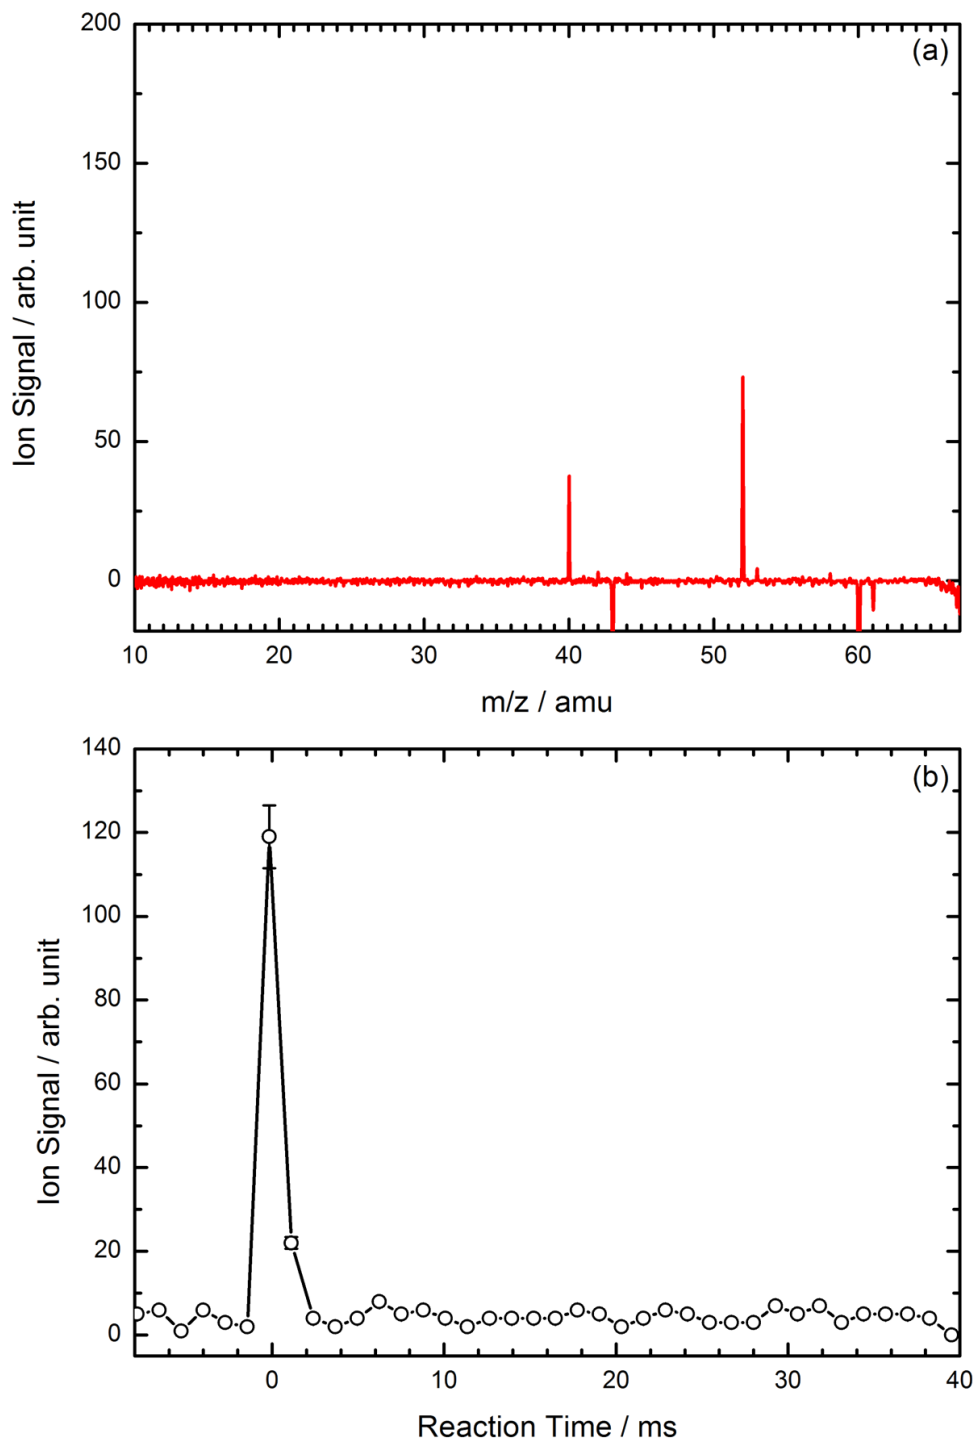 (a)
200
150
100
50
0
Ion Signal / arb. unit
10 20 30 40 50 60
m/z / amu
(b)
140
120
100
80
60
40
20
0
Ion Signal / arb. unit
0 10 20 30 40
Reaction Time / ms